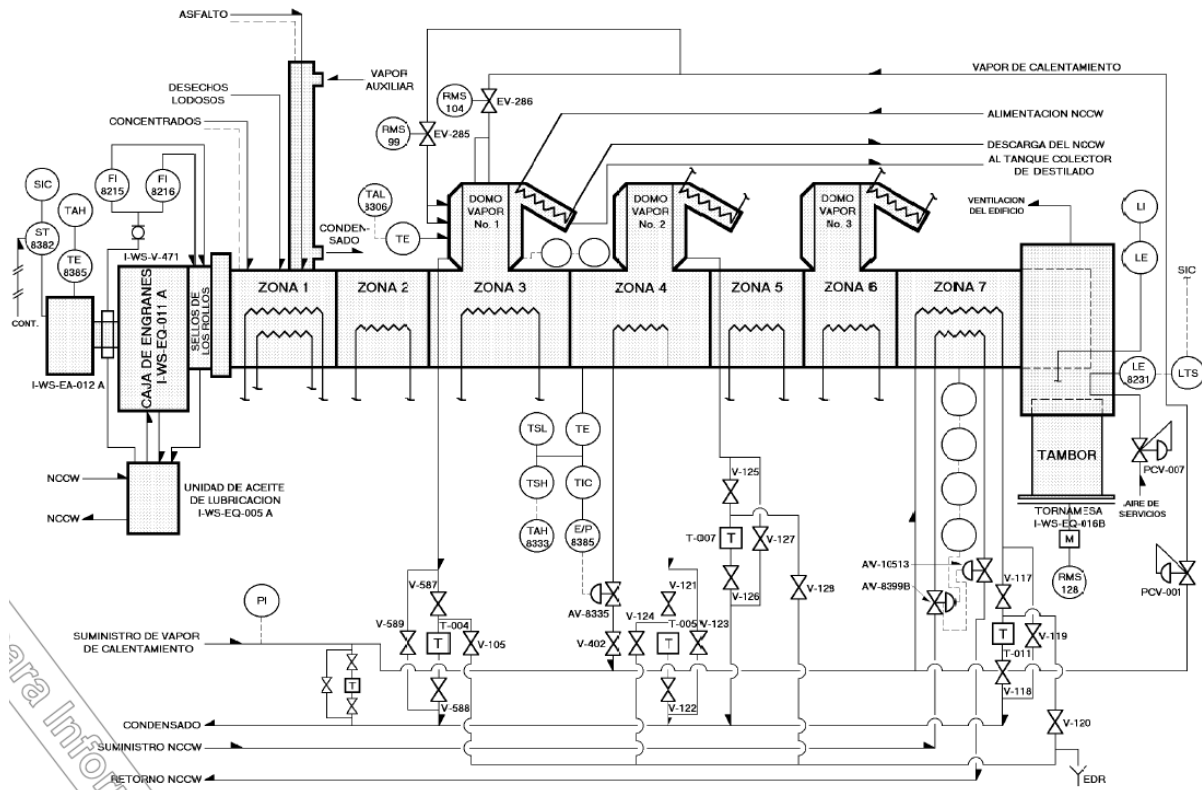 ASFALTO
VAPOR
AUXILIAR
DESECHOS
LODOSOS
CONCENTRADOS
VAPOR DE CALENTAMIENTO
ALIMENTACION NCCW
DESCARGA DEL NCCW
AL TANQUE COLECTOR
DE DESTILADO
RMS
104
EV-286
RMS
99
EV-285
SIC
FI
8215
FI
8216
TAH
ST
8382
TE
8385
CONT.
I-WS-V-471
CONDEN-
SADO
TAL
8306
TE
DOMO
VAPOR
No. 1
DOMO
VAPOR
No. 2
DOMO
VAPOR
No. 3
VENTILACION
DEL EDIFICIO
LI
LE
SIC
LE
8231
LTS
I-WS-EA-012 A
CAJA DE ENGRANES
I-WS-EQ-011 A
SELLOS DE
LOS ROLLOS
ZONA 1
ZONA 2
ZONA 3
ZONA 4
ZONA 5
ZONA 6
ZONA 7
TAMBOR
PCV-007
AIRE DE
SERVICIOS
TORNAMESA
I-WS-EQ-016B
M
RMS
128
PCV-001
NCCW
NCCW
UNIDAD DE ACEITE
DE LUBRICACION
I-WS-EQ-005 A
TSL
TE
TSH
TIC
TAH
8333
E/P
8385
AV-8335
V-402
V-125
T-007
T
V-127
V-126
V-128
AV-10513
AV-8399B
V-117
T
T-011
V-119
V-118
V-120
EDR
V-587
V-589
T-004
T
V-105
V-588
V-121
V-124
T-005
T
V-123
V-122
PI
T
SUMINISTRO DE VAPOR
DE CALENTAMIENTO
CONDENSADO
SUMINISTRO NCCW
RETORNO NCCW
ara Infor